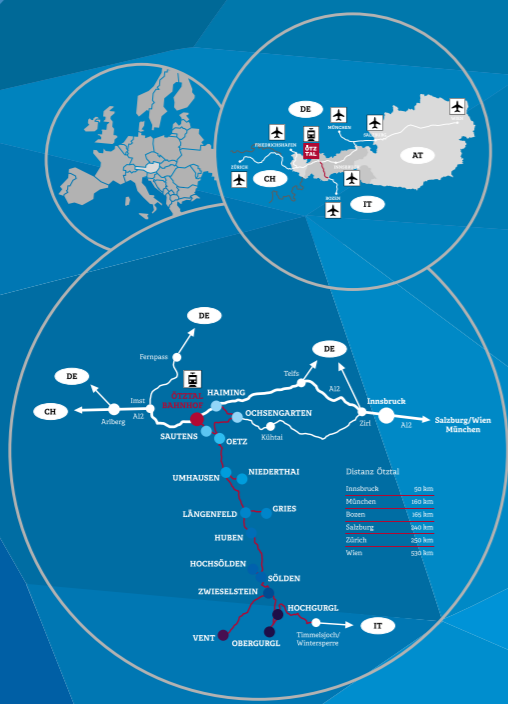 DE
MÜNCHEN
SALZBURG
FRIEDRICHSHAFEN
ÖTZ
TAL
AT
ZÜRICH
CH
IT
BOZEN
DE
Fernpass
DE
DE
Telfs
Imst
HAIMING
ÖTZTAL
BAHNHOF
A12
Innsbruck
CH
Arlberg
A12
OCHSENGARTEN
Zirl
A12
Salzburg/Wien
München
SAUTENS
OETZ
Kühtai
UMHAUSEN
NIEDERTHAI
Distanz Ötztal
Innsbruck 50 km
München 160 km
Bozen 165 km
Salzburg 240 km
Zürich 250 km
Wien 530 km
LÄNGENFELD
GRIES
HUBEN
HOCHSÖLDEN
SÖLDEN
ZWIESELSTEIN
HOCHGURGL
IT
VENT
OBERGURGL
Timmelsjoch/
Wintersperre